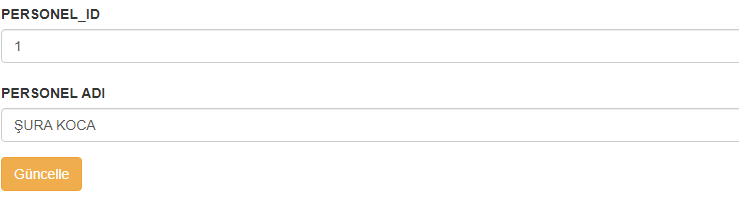 PERSONEL_ID
1
PERSONEL ADI
ŞURA KOCA
Güncelle